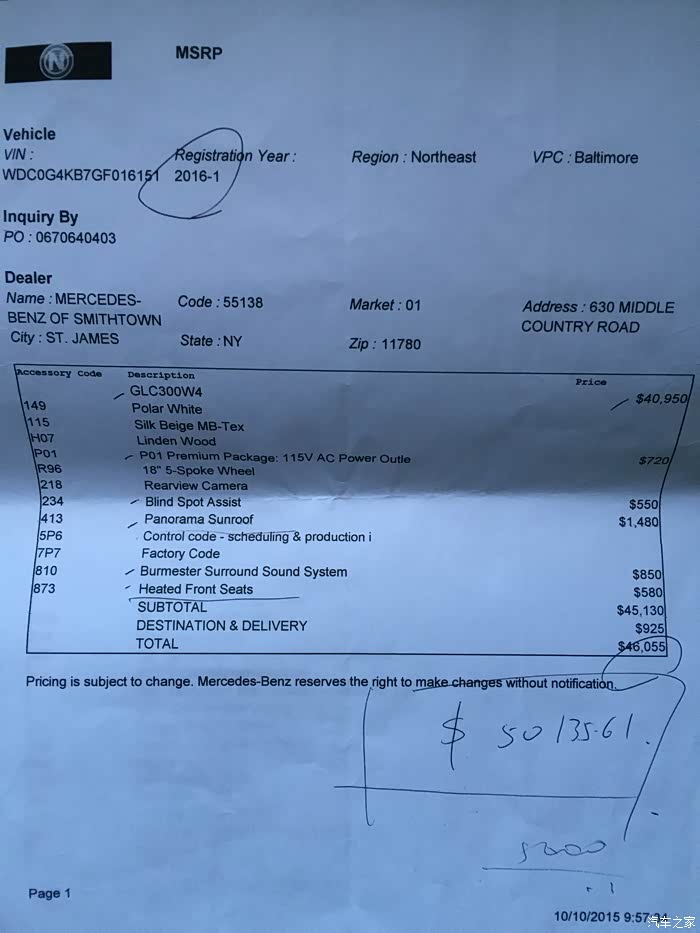 N
MSRP
Vehicle
VIN :
Registration Year :
Region : Northeast
VPC : Baltimore
WDC0G4KB7GF016151
2016-1
Inquiry By
PO : 0670640403
Dealer
Name : MERCEDES-
BENZ OF SMITHTOWN
Code : 55138
Market : 01
Address : 630 MIDDLE
COUNTRY ROAD
City : ST. JAMES
State : NY
Zip : 11780
Accessory Code Description Price
GLC300W4 $40,950
149 Polar White
115 Silk Beige MB-Tex
H07 Linden Wood
P01 P01 Premium Package: 115V AC Power Outle $720
R96 18" 5-Spoke Wheel
218 Rearview Camera
234 Blind Spot Assist $550
413 Panorama Sunroof $1,480
5P6 Control code - scheduling & production i
7P7 Factory Code
810 Burmester Surround Sound System $850
873 Heated Front Seats $580
SUBTOTAL $45,130
DESTINATION & DELIVERY $925
TOTAL $46,055
Pricing is subject to change. Mercedes-Benz reserves the right to make changes without notification.
$ 50135.61.
Page 1
10/10/2015 9:57
汽车之家